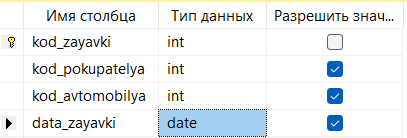 Имя столбца Тип данных Разрешить знач...
kod_zayavki int
kod_pokupatelya int
kod_avtomobilya int
data_zayavki date